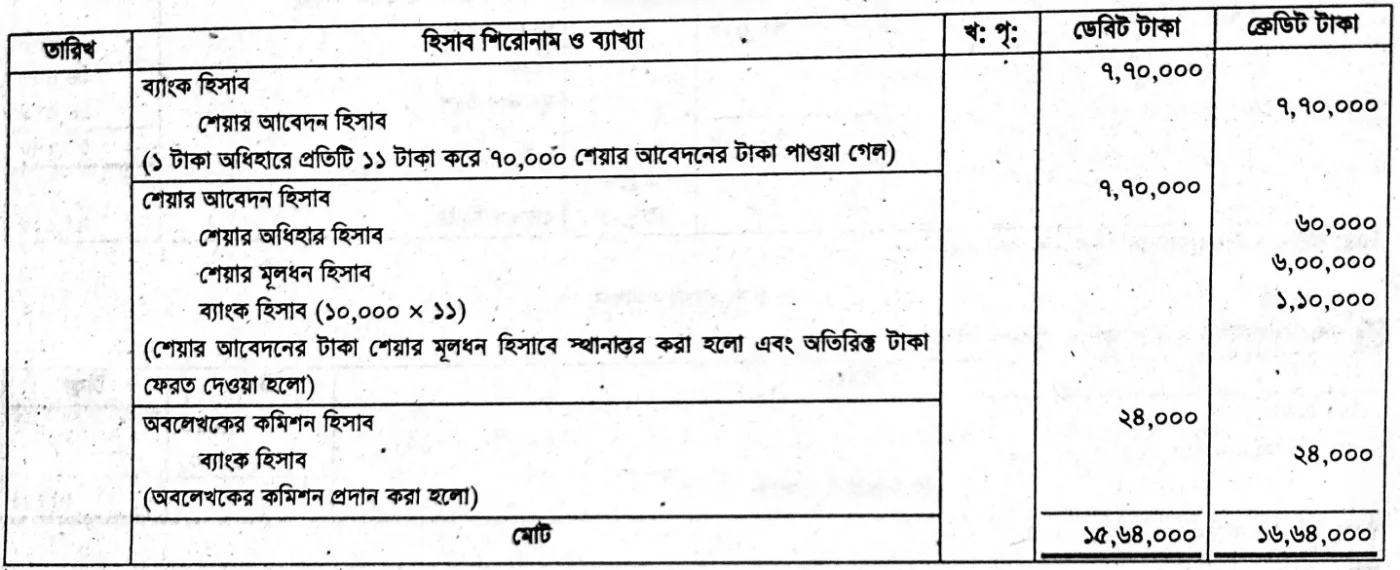 তারিখ হিসাব শিরোনাম ও ব্যাখ্যা খ: পৃ: ডেবিট টাকা ক্রেডিট টাকা
ব্যাংক হিসাব ৭,৭০,০০০
শেয়ার আবেদন হিসাব ৭,৭০,০০০
(১ টাকা অধিহারে প্রতিটি ১১ টাকা করে ৭০,০০০ শেয়ার আবেদনের টাকা পাওয়া গেল)
শেয়ার আবেদন হিসাব ৭,৭০,০০০
শেয়ার অধিহার হিসাব ৬০,০০০
শেয়ার মূলধন হিসাব ৬,০০,০০০
ব্যাংক হিসাব (১০,০০০ × ১১) ১,১০,০০০
(শেয়ার আবেদনের টাকা শেয়ার মূলধন হিসাবে স্থানান্তর করা হলো এবং অতিরিক্ত টাকা
ফেরত দেওয়া হলো)
অবলেখকের কমিশন হিসাব ২৪,০০০
ব্যাংক হিসাব ২৪,০০০
(অবলেখকের কমিশন প্রদান করা হলো)
মোট ১৫,৬৪,০০০ ১৬,৬৪,০০০